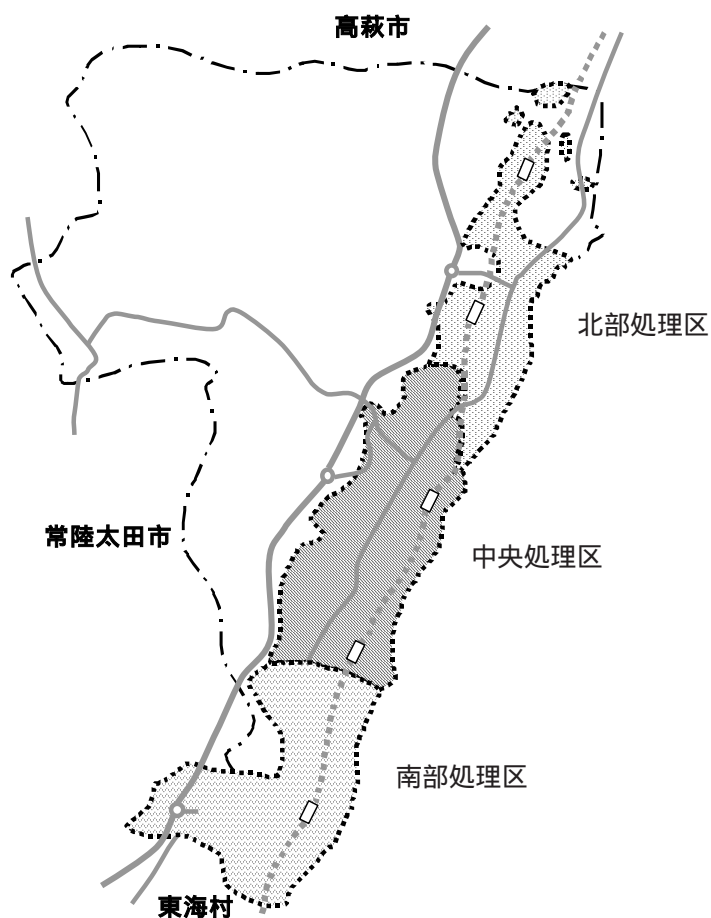 高萩市
北部処理区
常陸太田市
中央処理区
南部処理区
東海村